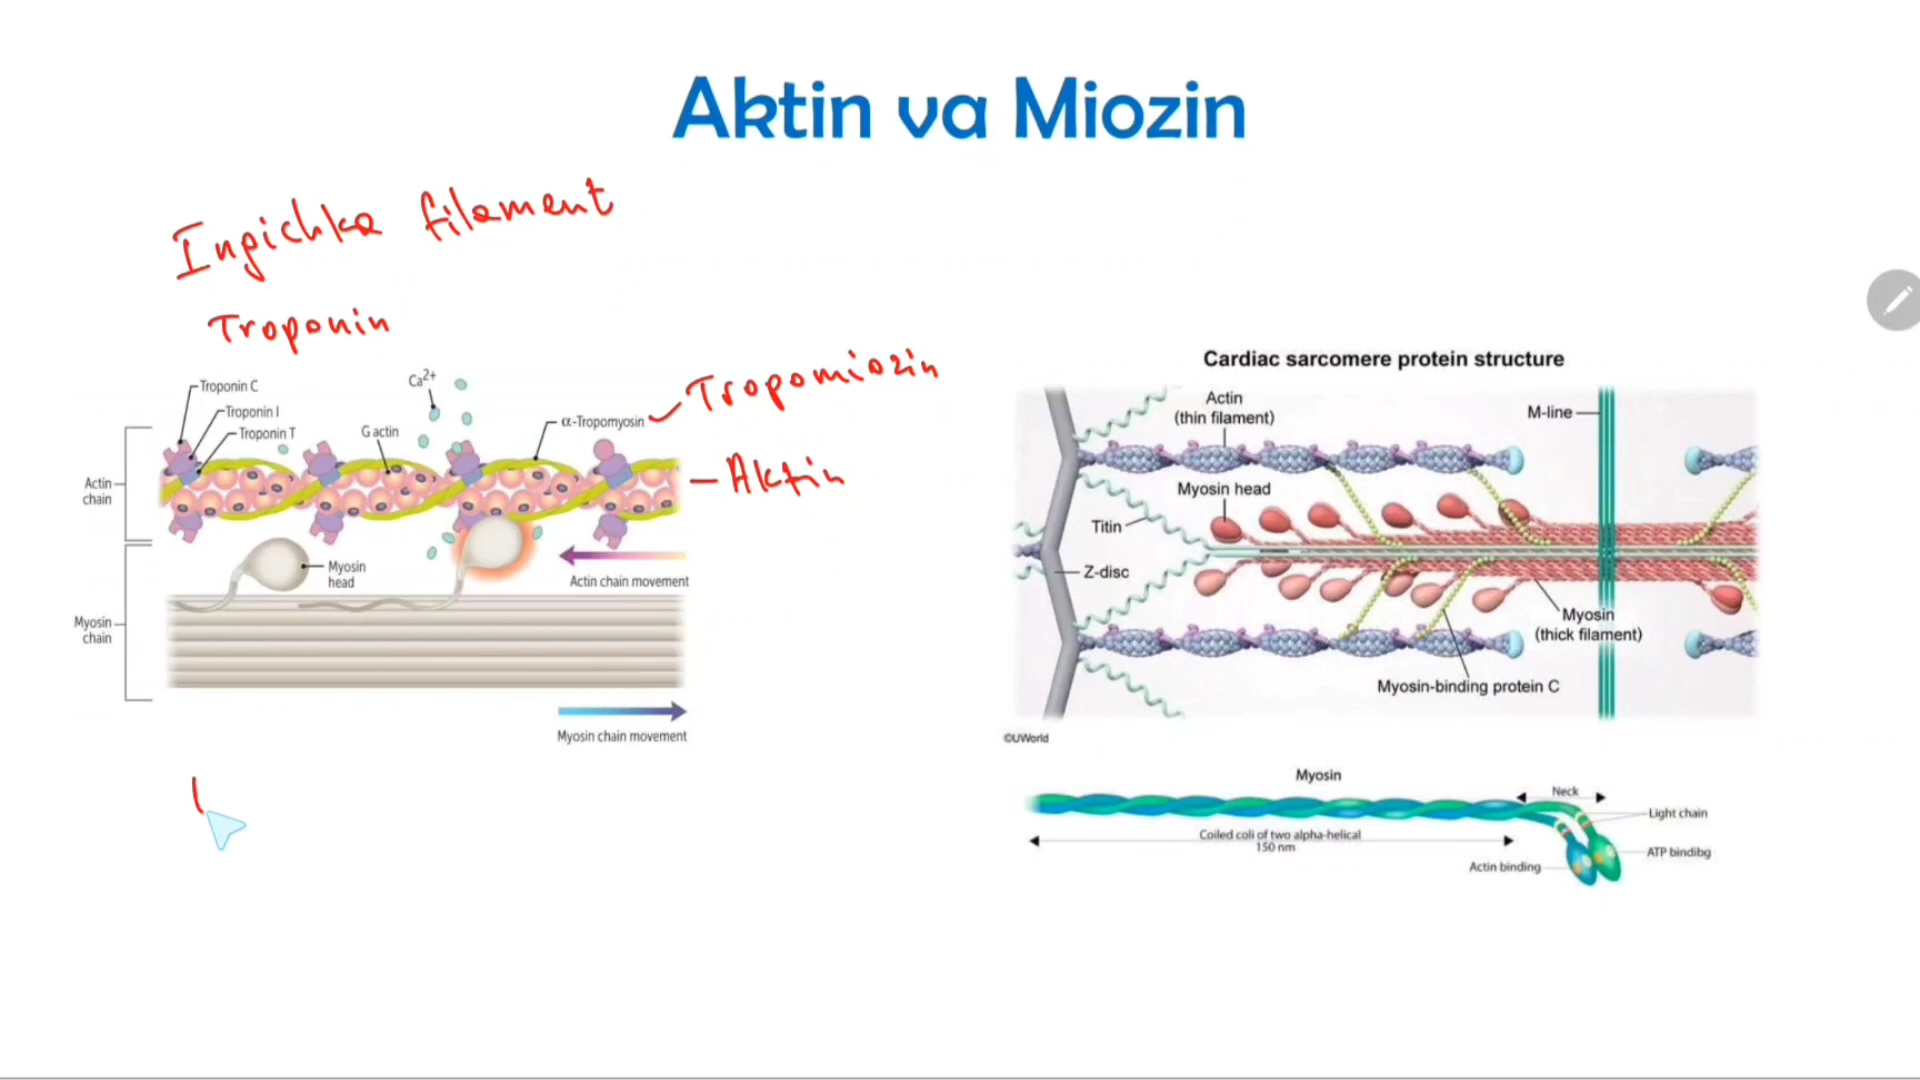 Aktin va Miozin
Ingichka filament
Troponin
Troponin C
Troponin I
Troponin T
G actin
Ca2+
α-Tropomyosin
Tropomiozin
Aktin
Actin
chain
Myosin
head
Actin chain movement
Myosin
chain
Myosin chain movement
Cardiac sarcomere protein structure
Actin
(thin filament)
M-line
Myosin head
Titin
Z-disc
Myosin
(thick filament)
Myosin-binding protein C
©UWorld
Myosin
Neck
Light chain
Coiled coli of two alpha-helical
150 nm
ATP bindibg
Actin binding